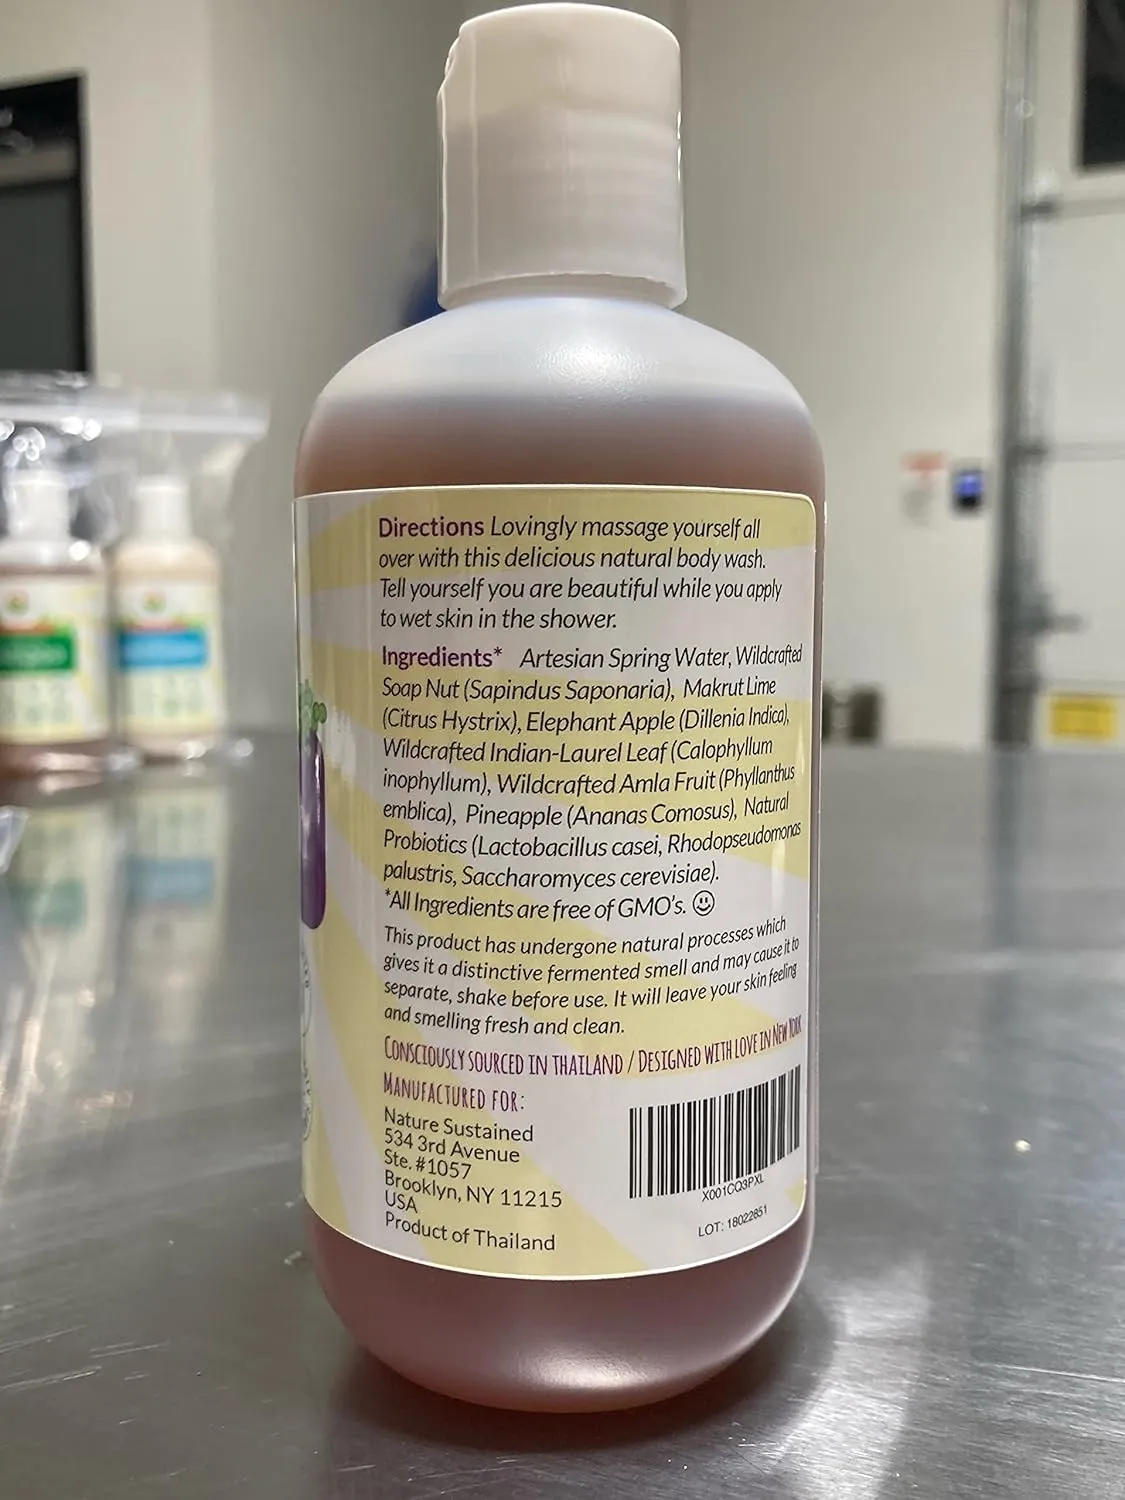 Directions Lovingly massage yourself all
over with this delicious natural body wash.
Tell yourself you are beautiful while you apply
to wet skin in the shower.
Ingredients* Artesian Spring Water, Wildcrafted
Soap Nut (Sapindus Saponaria), Makrut Lime
(Citrus Hystrix), Elephant Apple (Dillenia Indica),
Wildcrafted Indian-Laurel Leaf (Calophyllum
inophyllum), Wildcrafted Amla Fruit (Phyllanthus
emblica), Pineapple (Ananas Comosus), Natural
Probiotics (Lactobacillus casei, Rhodopseudomonas
palustris, Saccharomyces cerevisiae).
*All Ingredients are free of GMO's. ☺
This product has undergone natural processes which
gives it a distinctive fermented smell and may cause it to
separate, shake before use. It will leave your skin feeling
and smelling fresh and clean.
CONSCIOUSLY SOURCED IN THAILAND / DESIGNED WITH LOVE IN NEW YORK
MANUFACTURED FOR:
Nature Sustained
534 3rd Avenue
Ste. #1057
Brooklyn, NY 11215
USA
Product of Thailand
X001CQ3PXL
LOT: 18022851